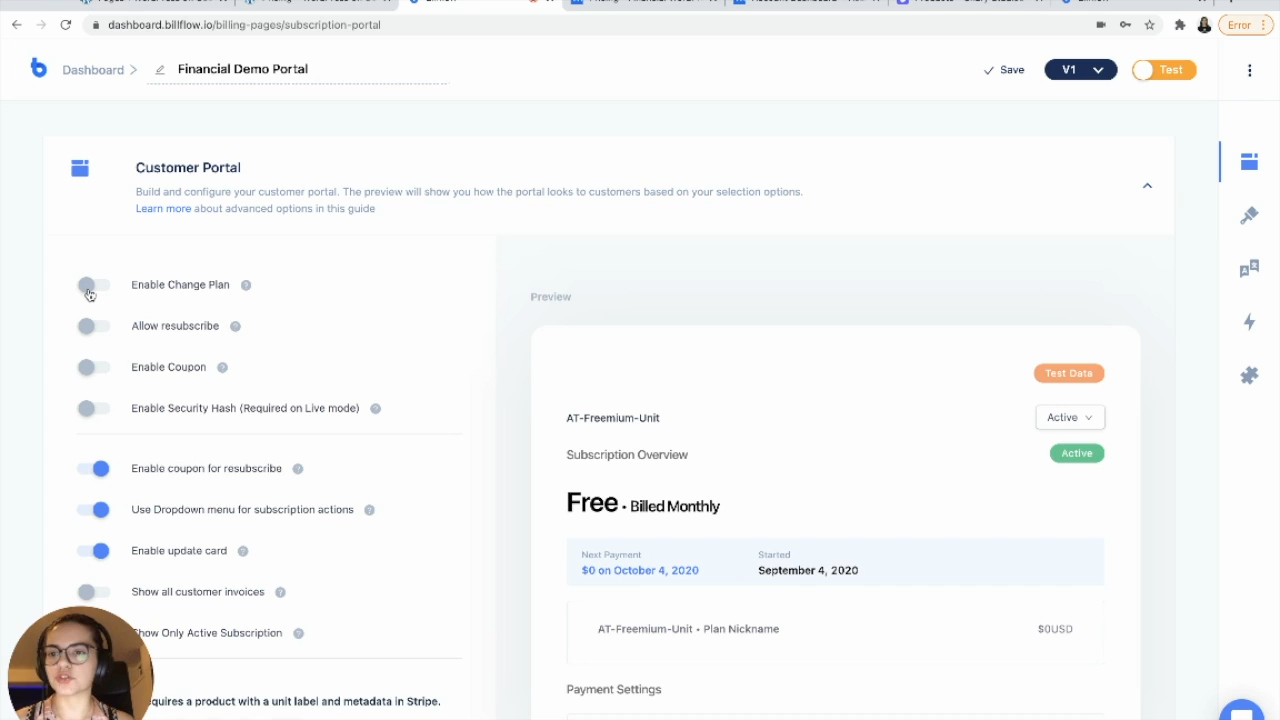 dashboard.billflow.io/billing-pages/subscription-portal
Error
Dashboard
Financial Demo Portal
Save
V1
Test
Customer Portal
Build and configure your customer portal. The preview will show you how the portal looks to customers based on your selection options.
Learn more about advanced options in this guide
Enable Change Plan
Allow resubscribe
Enable Coupon
Enable Security Hash (Required on Live mode)
Enable coupon for resubscribe
Use Dropdown menu for subscription actions
Enable update card
Show all customer invoices
Show Only Active Subscription
equires a product with a unit label and metadata in Stripe.
Preview
Test Data
AT-Freemium-Unit
Active
Subscription Overview
Active
Free · Billed Monthly
Next Payment
Started
$0 on October 4, 2020
September 4, 2020
AT-Freemium-Unit • Plan Nickname
$0USD
Payment Settings